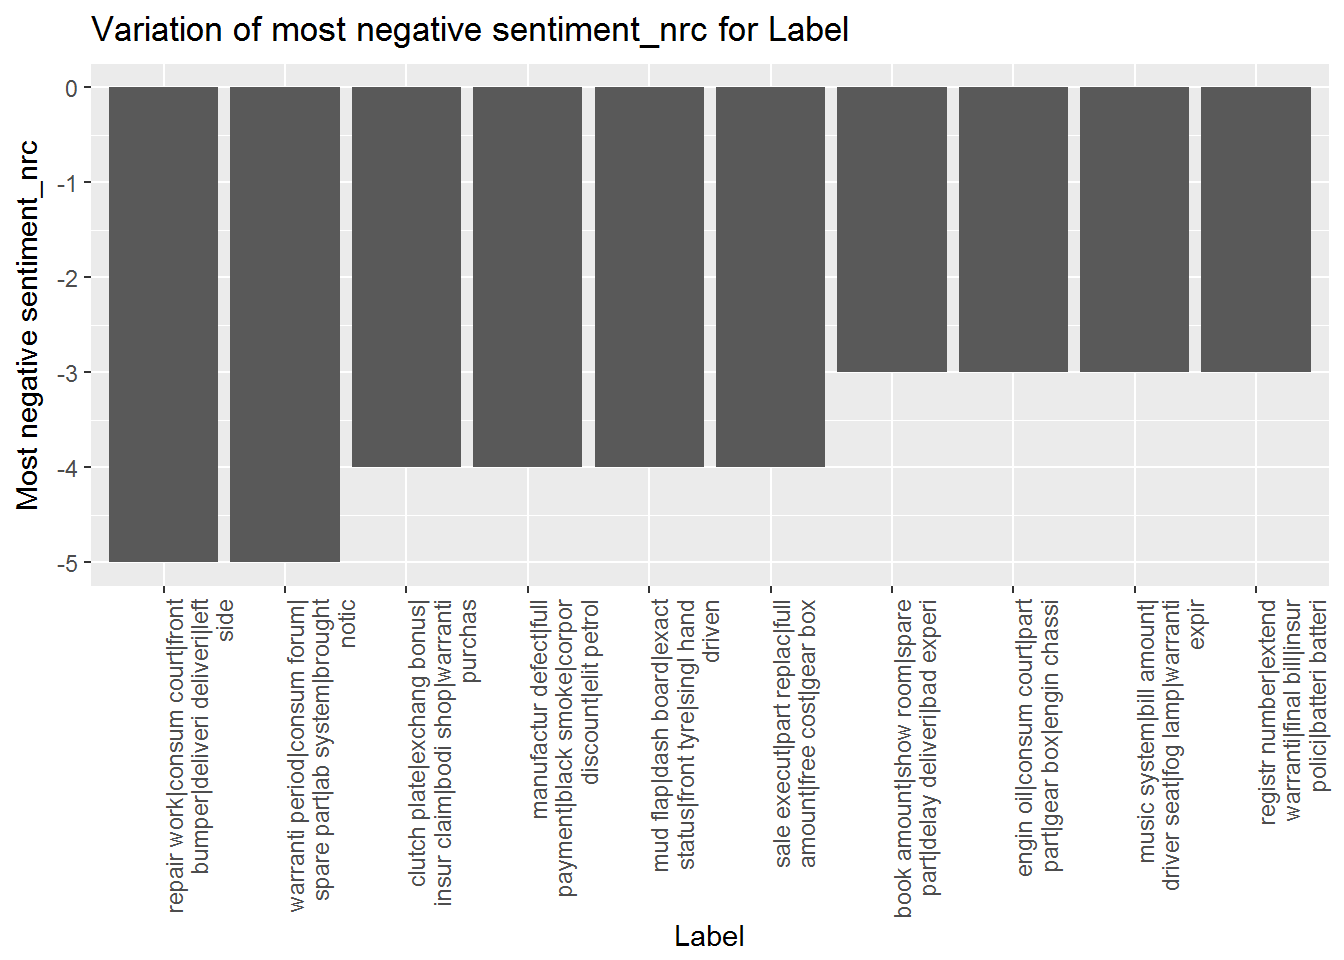 Variation of most negative sentiment_nrc for Label
Most negative sentiment_nrc
0
-1
-2
-3
-4
-5
repair work|consum court|front
bumper|deliveri deliveri|left
side
warranti period|consum forum|
spare part|ab system|brought
notic
clutch plate|exchang bonus|
insur claim|bodi shop|warranti
purchas
manufactur defect|full
payment|black smoke|corpor
discount|elit petrol
mud flap|dash board|exact
status|front tyre|singl hand
driven
sale execut|part replac|full
amount|free cost|gear box
book amount|show room|spare
part|delay deliveri|bad experi
engin oil|consum court|part
part|gear box|engin chassi
music system|bill amount|
driver seat|fog lamp|warranti
expir
registr number|extend
warranti|final bill|insur
polici|batteri batteri
Label